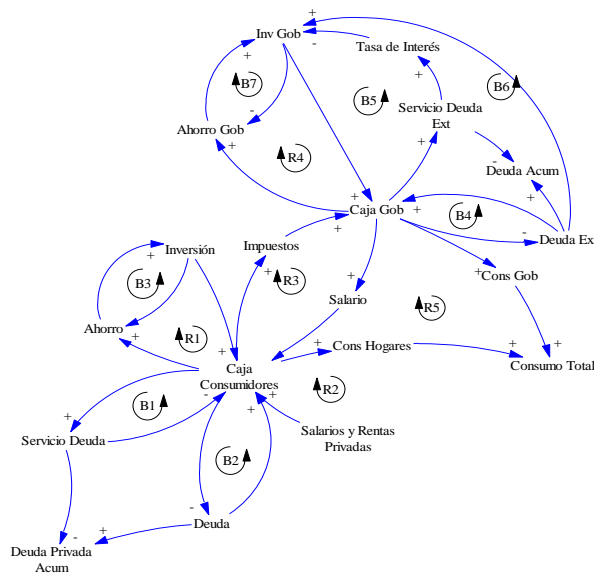 Inv Gob
Tasa de Interés
B7
B5
B6
Servicio Deuda
Ext
Ahorro Gob
R4
Deuda Acum
Caja Gob
B4
Deuda Ex
Impuestos
Inversión
B3
R3
Cons Gob
Salario
R5
Ahorro
R1
Cons Hogares
Consumo Total
Caja
Consumidores
R2
B1
Servicio Deuda
Salarios y Rentas
Privadas
B2
Deuda
Deuda Privada
Acum